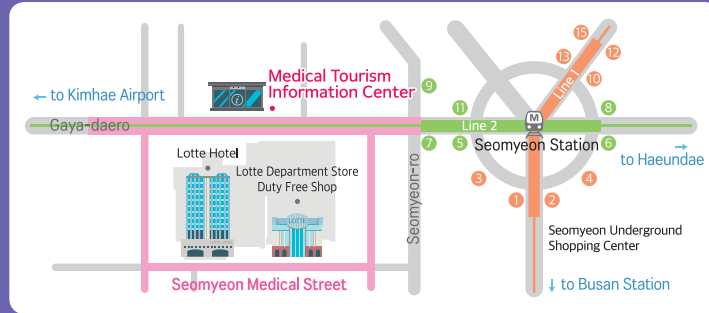 ⑮
⑬
⑫
Line 1
⑩
Medical Tourism
Information Center
⑨
← to Kimhae Airport
⑪
⑧
M
Gaya-daero
Line 2
⑦
⑤
Seomyeon Station
⑥
Lotte Hotel
to Haeundae →
Lotte Department Store
Duty Free Shop
③
④
Seomyeon-ro
①
②
LOTTE
Seomyeon Underground
Shopping Center
Seomyeon Medical Street
↓ to Busan Station